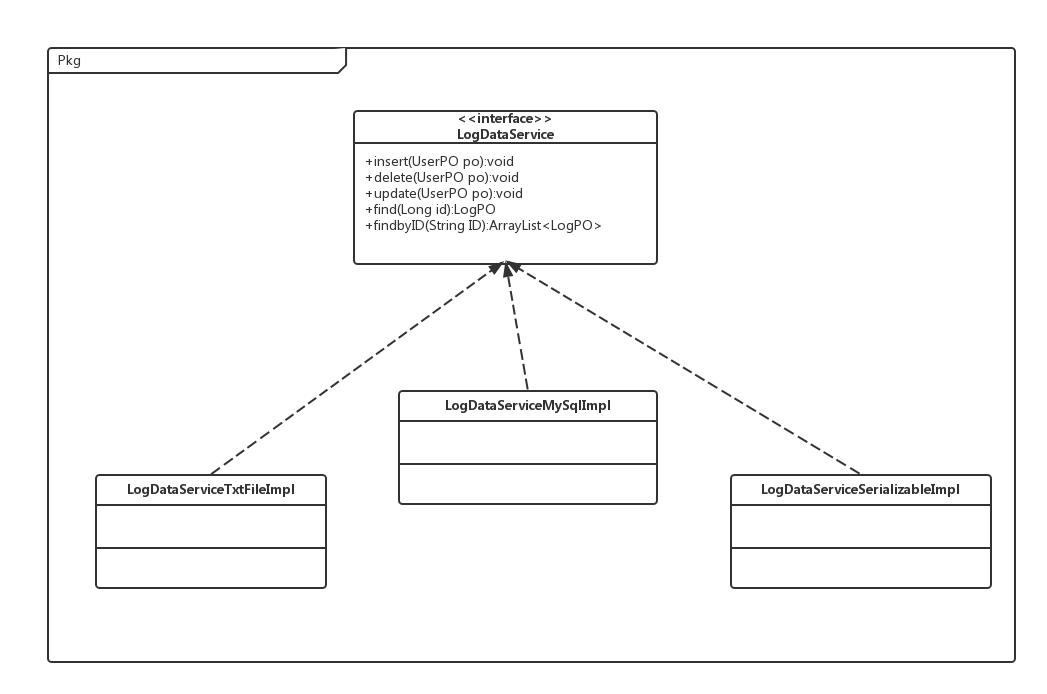 Pkg
<<interface>>
LogDataService
+insert(UserPO po):void
+delete(UserPO po):void
+update(UserPO po):void
+find(Long id):LogPO
+findbyID(String ID):ArrayList<LogPO>
LogDataServiceMySqlImpl
LogDataServiceTxtFileImpl
LogDataServiceSerializableImpl